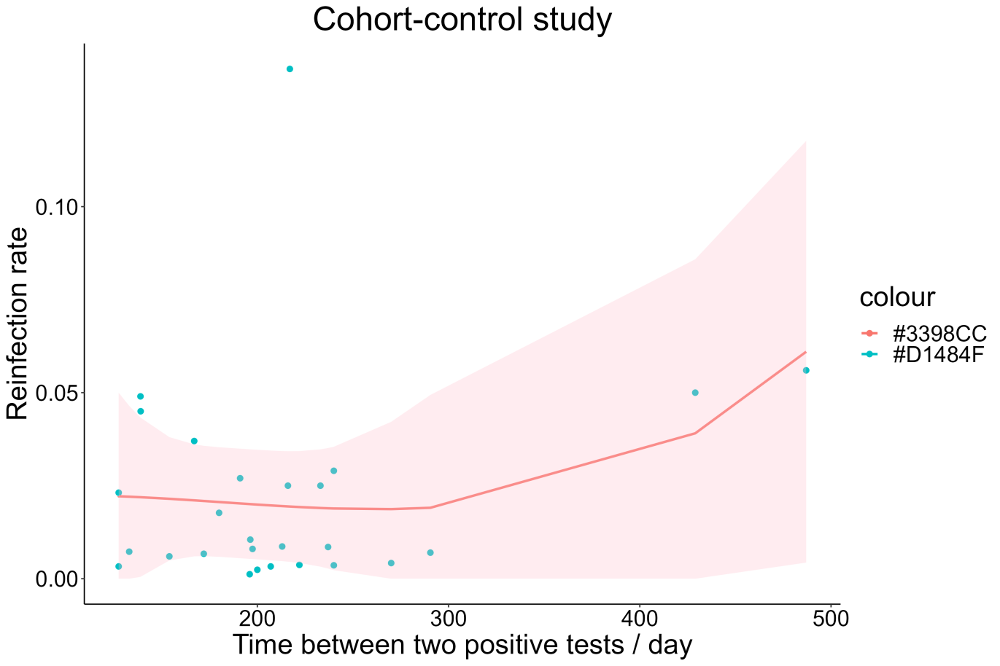 Cohort-control study
Reinfection rate
0.10
0.05
0.00
200 300 400 500
Time between two positive tests / day
colour
#3398CC
#D1484F